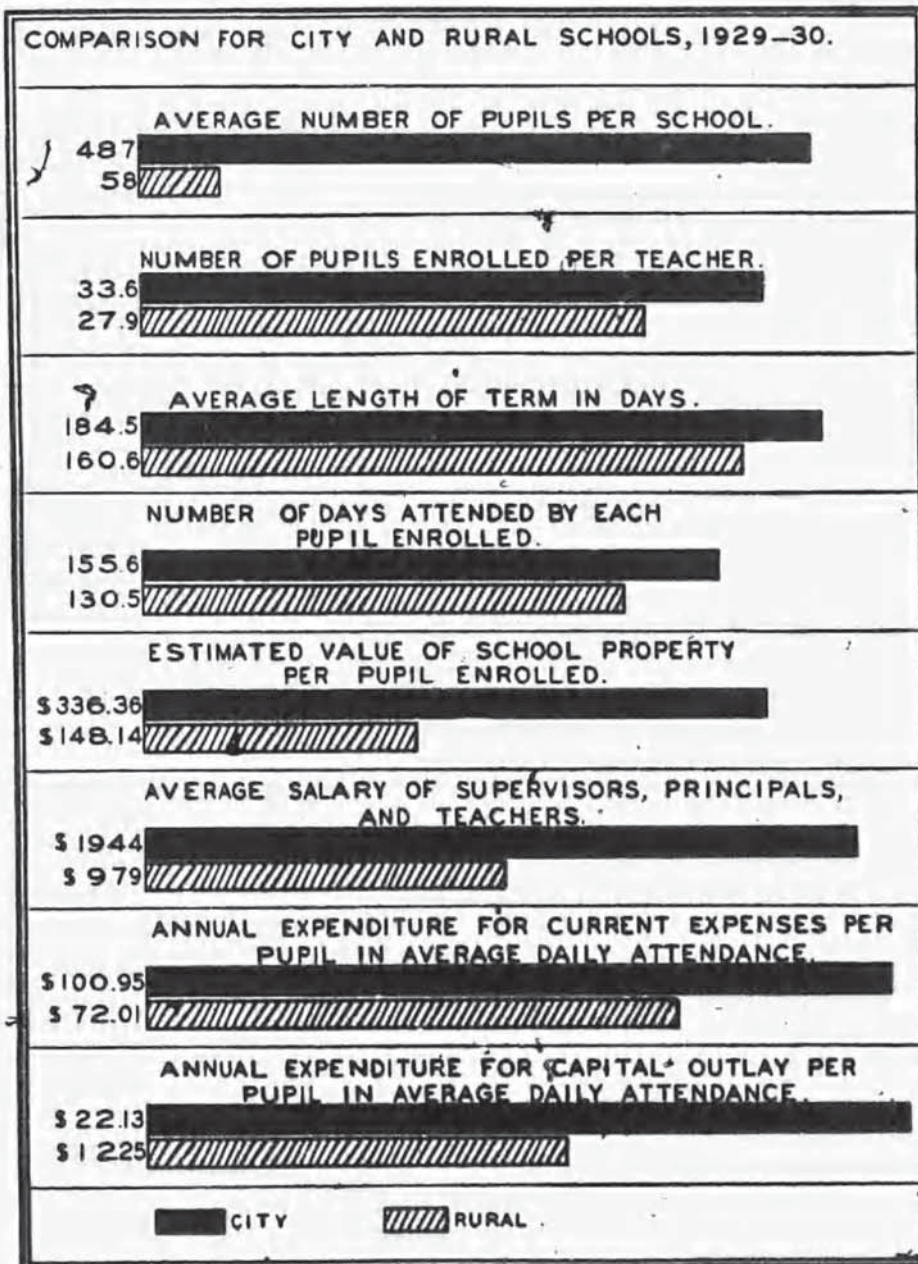 COMPARISON FOR CITY AND RURAL SCHOOLS, 1929—30.
AVERAGE NUMBER OF PUPILS PER SCHOOL.
487
58
NUMBER OF PUPILS ENROLLED PER TEACHER.
33.6
27.9
AVERAGE LENGTH OF TERM IN DAYS.
184.5
160.6
NUMBER OF DAYS ATTENDED BY EACH
PUPIL ENROLLED.
155.6
130.5
ESTIMATED VALUE OF SCHOOL PROPERTY
PER PUPIL ENROLLED.
$336.36
$148.14
AVERAGE SALARY OF SUPERVISORS, PRINCIPALS,
AND TEACHERS.
$1944
$979
ANNUAL EXPENDITURE FOR CURRENT EXPENSES PER
PUPIL IN AVERAGE DAILY ATTENDANCE.
$100.95
$72.01
ANNUAL EXPENDITURE FOR CAPITAL OUTLAY PER
PUPIL IN AVERAGE DAILY ATTENDANCE.
$22.13
$12.25
CITY RURAL.